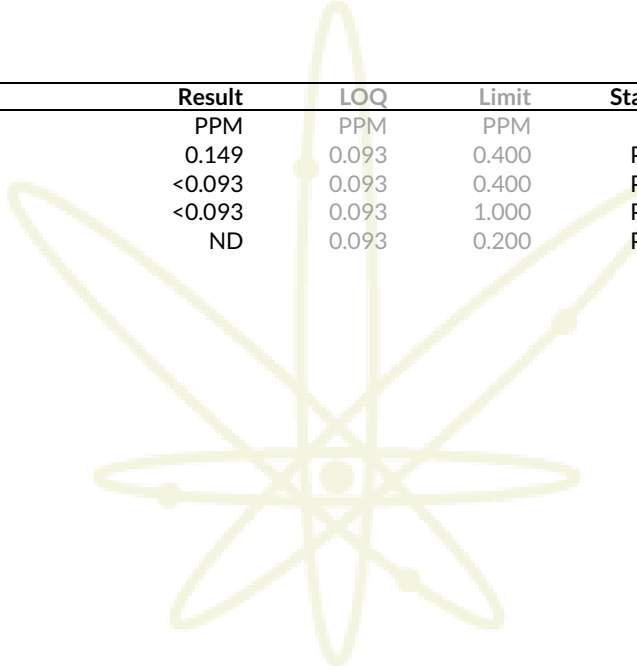 Result LOQ Limit Sta
PPM PPM PPM
0.149 0.093 0.400 P
<0.093 0.093 0.400 P
<0.093 0.093 1.000 P
ND 0.093 0.200 P